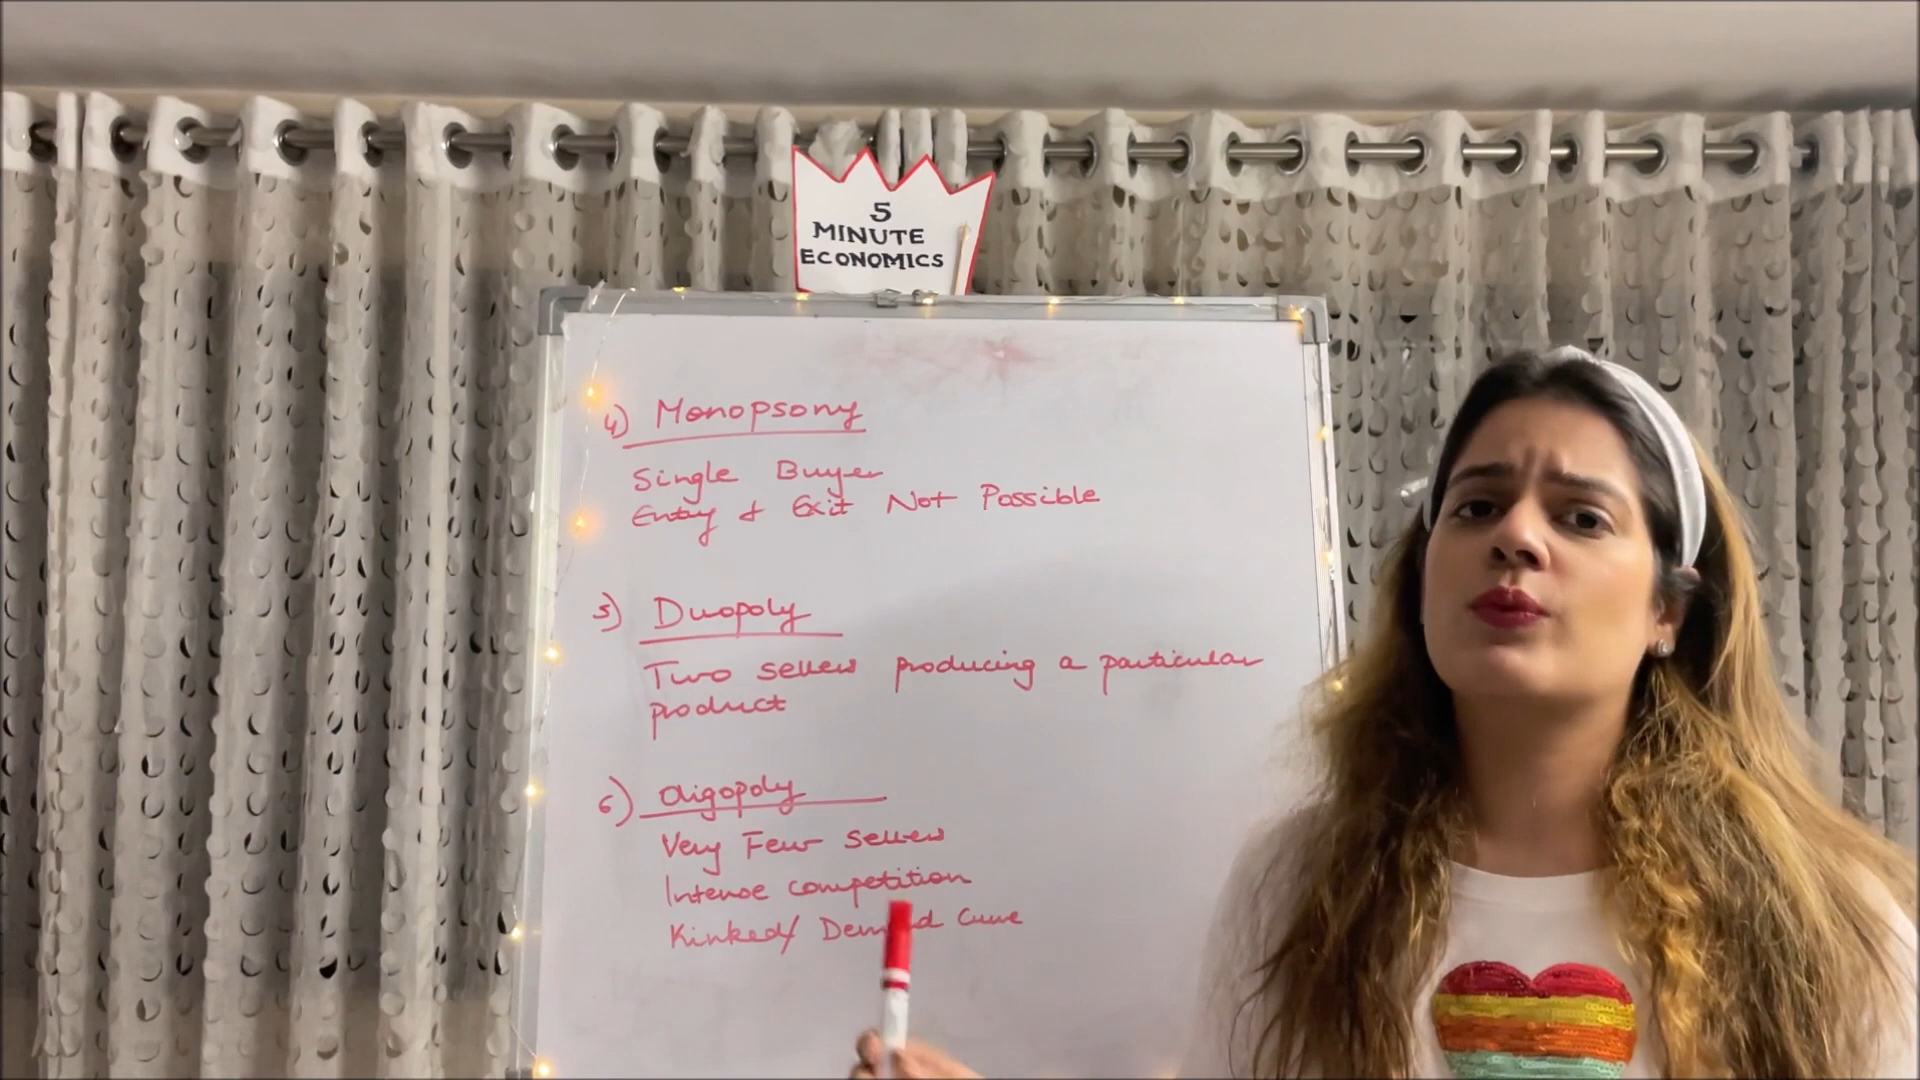 5
MINUTE
ECONOMICS
4) Monopsony
Single Buyer
Entry & Exit Not Possible
5) Duopoly
Two sellers producing a particular
product
6) Oligopoly
Very Few sellers
Intense competition
Kinked/ Demand Curve